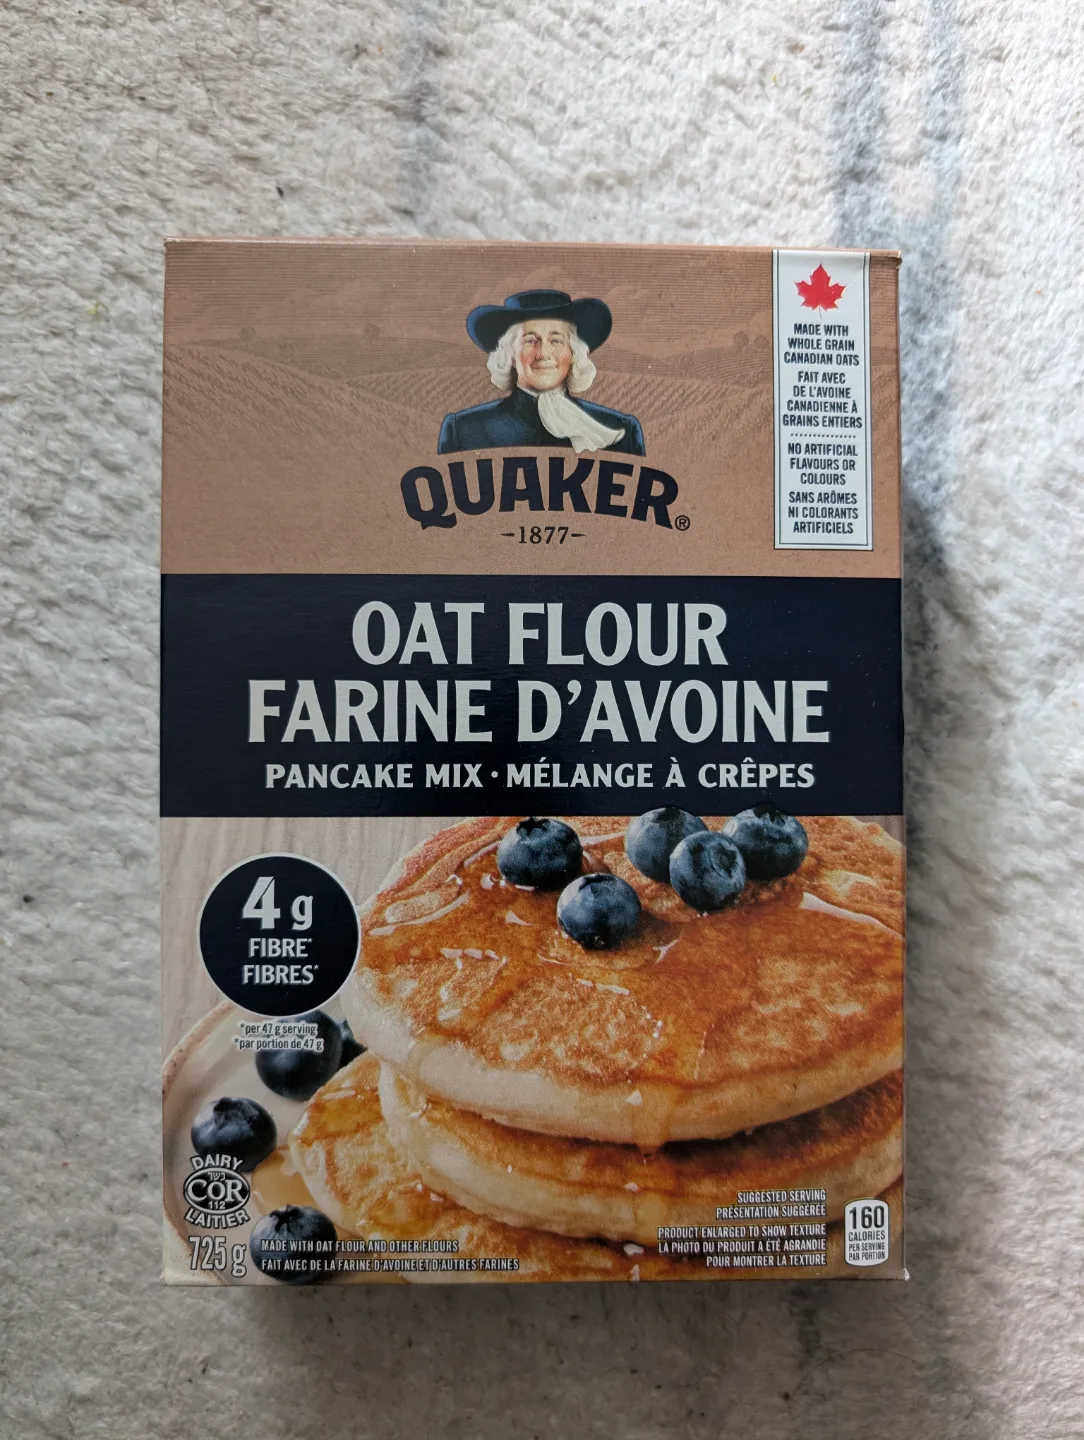 MADE WITH
WHOLE GRAIN
CANADIAN OATS
FAIT AVEC
DE L'AVOINE
CANADIENNE À
GRAINS ENTIERS
NO ARTIFICIAL
FLAVOURS OR
COLOURS
SANS ARÔMES
NI COLORANTS
ARTIFICIELS
QUAKER®
-1877-
OAT FLOUR
FARINE D'AVOINE
PANCAKE MIX • MÉLANGE À CRÊPES
4 g
FIBRE*
FIBRES*
*per 47 g serving
*par portion de 47 g
DAIRY
כשר
COR
112
LAITIER
725 g
MADE WITH OAT FLOUR AND OTHER FLOURS
FAIT AVEC DE LA FARINE D'AVOINE ET D'AUTRES FARINES
SUGGESTED SERVING
PRÉSENTATION SUGGÉRÉE
PRODUCT ENLARGED TO SHOW TEXTURE
LA PHOTO DU PRODUIT A ÉTÉ AGRANDIE
POUR MONTRER LA TEXTURE
160
CALORIES
PER SERVING
PAR PORTION